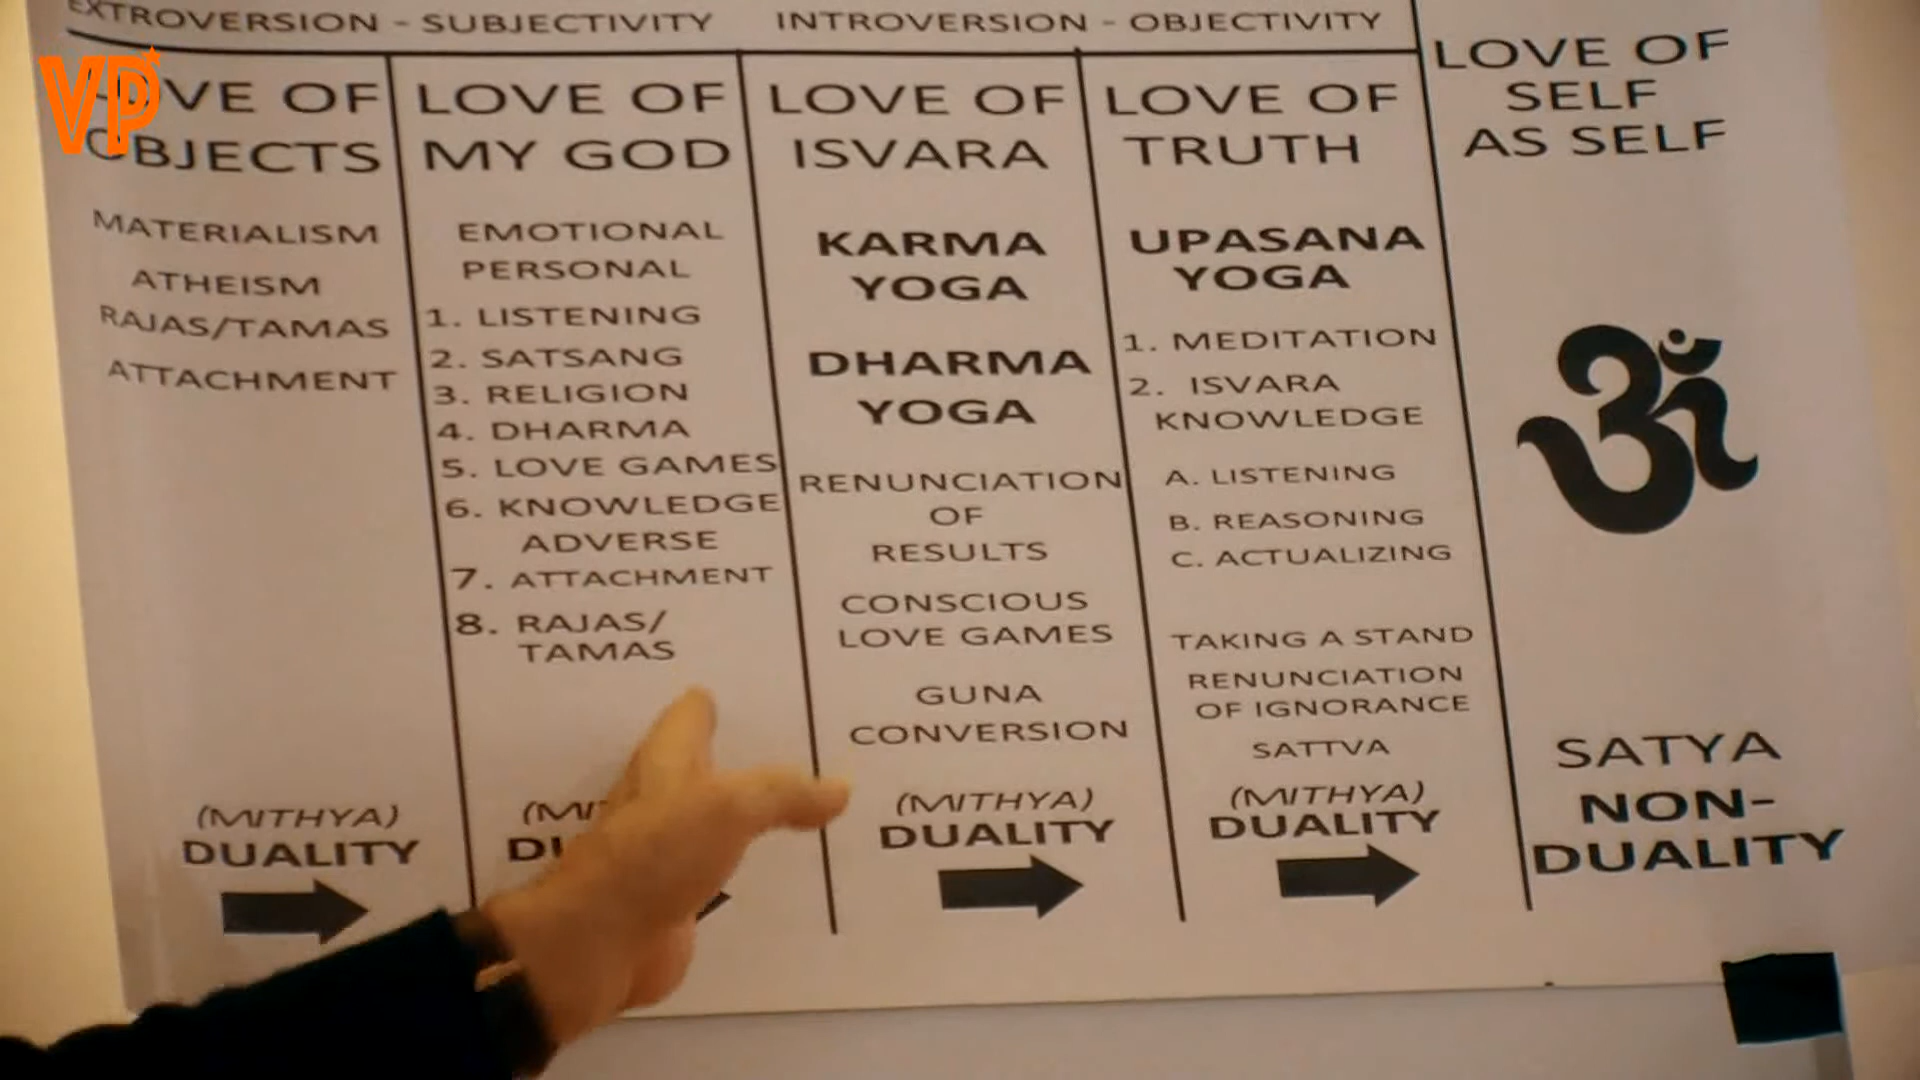 EXTROVERSION - SUBJECTIVITY
INTROVERSION - OBJECTIVITY
VP
LOVE OF
OBJECTS
MATERIALISM
ATHEISM
RAJAS/TAMAS
ATTACHMENT
(MITHYA)
DUALITY
LOVE OF
MY GOD
EMOTIONAL
PERSONAL
1. LISTENING
2. SATSANG
3. RELIGION
4. DHARMA
5. LOVE GAMES
6. KNOWLEDGE
ADVERSE
7. ATTACHMENT
8. RAJAS/
TAMAS
LOVE OF
ISVARA
KARMA
YOGA
DHARMA
YOGA
RENUNCIATION
OF
RESULTS
CONSCIOUS
LOVE GAMES
GUNA
CONVERSION
(MITHYA)
DUALITY
LOVE OF
TRUTH
UPASANA
YOGA
1. MEDITATION
2. ISVARA
KNOWLEDGE
A. LISTENING
B. REASONING
C. ACTUALIZING
TAKING A STAND
RENUNCIATION
OF IGNORANCE
SATTVA
(MITHYA)
DUALITY
LOVE OF
SELF
AS SELF
ॐ
SATYA
NON-
DUALITY